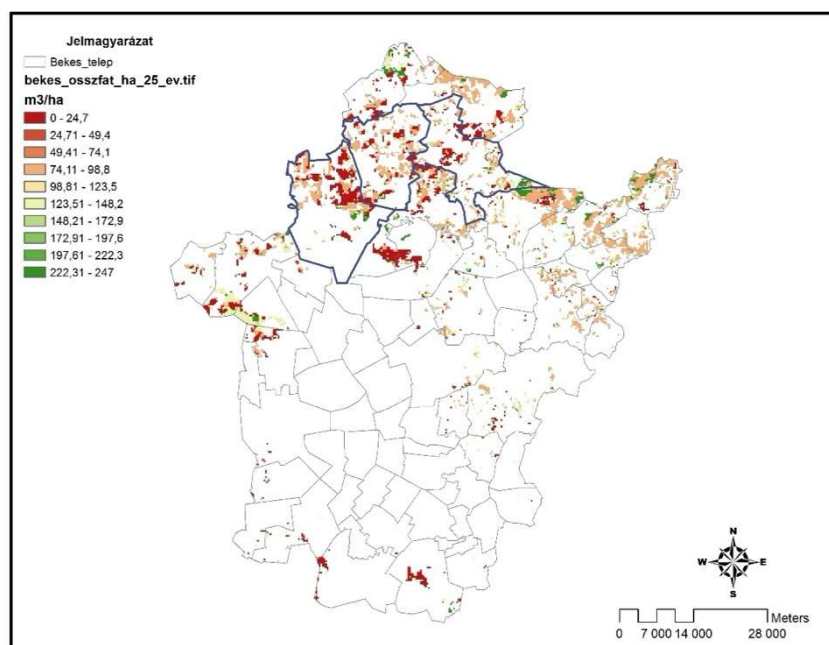 Jelmagyarázat
Bekes_telep
bekes_osszfat_ha_25_ev.tif
m3/ha
0 - 24,7
24,71 - 49,4
49,41 - 74,1
74,11 - 98,8
98,81 - 123,5
123,51 - 148,2
148,21 - 172,9
172,91 - 197,6
197,61 - 222,3
222,31 - 247
N
W E
S
Meters
0 7 000 14 000 28 000